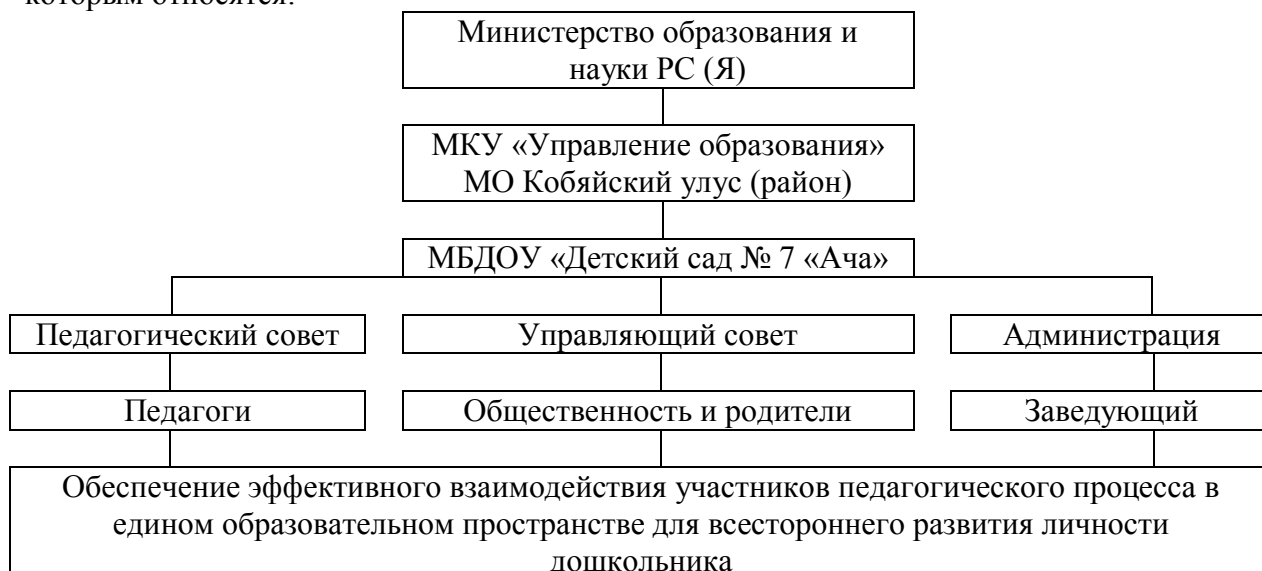 которым относятся:
Министерство образования и
науки РС (Я)
МКУ «Управление образования»
МО Кобяйский улус (район)
МБДОУ «Детский сад № 7 «Ача»
Педагогический совет
Управляющий совет
Администрация
Педагоги
Общественность и родители
Заведующий
Обеспечение эффективного взаимодействия участников педагогического процесса в
едином образовательном пространстве для всестороннего развития личности
дошкольника